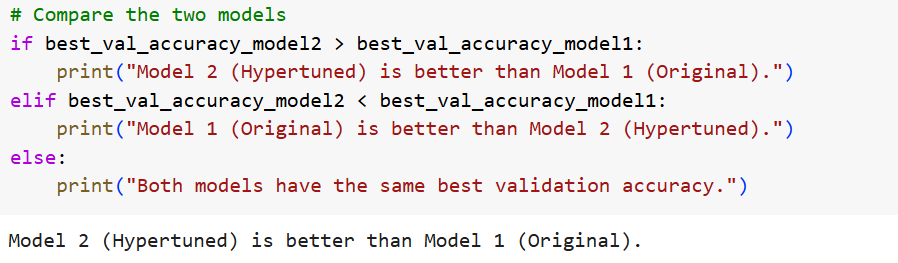 # Compare the two models
if best_val_accuracy_model2 > best_val_accuracy_model1:
    print("Model 2 (Hypertuned) is better than Model 1 (Original).")
elif best_val_accuracy_model2 < best_val_accuracy_model1:
    print("Model 1 (Original) is better than Model 2 (Hypertuned).")
else:
    print("Both models have the same best validation accuracy.")
Model 2 (Hypertuned) is better than Model 1 (Original).